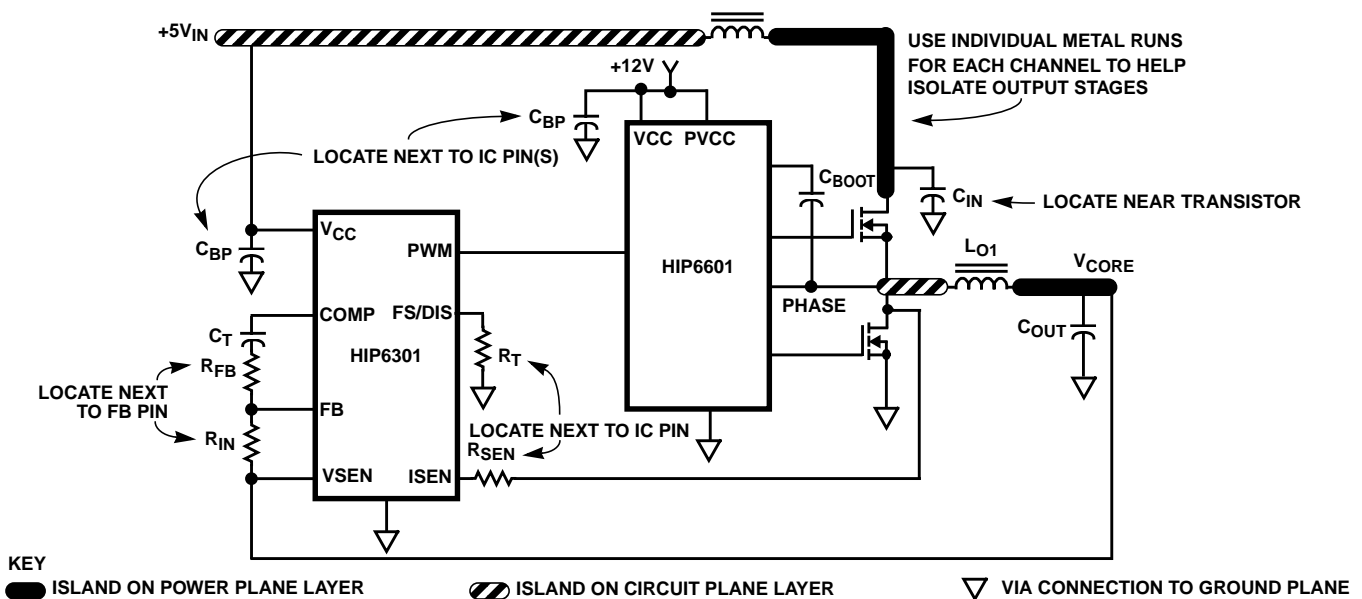 +5VIN
USE INDIVIDUAL METAL RUNS
FOR EACH CHANNEL TO HELP
ISOLATE OUTPUT STAGES
+12V
CBP
VCC PVCC
LOCATE NEXT TO IC PIN(S)
CBOOT
CIN
LOCATE NEAR TRANSISTOR
VCC
CBP
PWM
HIP6601
LO1
VCORE
PHASE
COMP
FS/DIS
COUT
CT
HIP6301
RT
RFB
LOCATE NEXT
TO FB PIN
FB
RIN
LOCATE NEXT TO IC PIN
RSEN
VSEN
ISEN
KEY
ISLAND ON POWER PLANE LAYER
ISLAND ON CIRCUIT PLANE LAYER
VIA CONNECTION TO GROUND PLANE